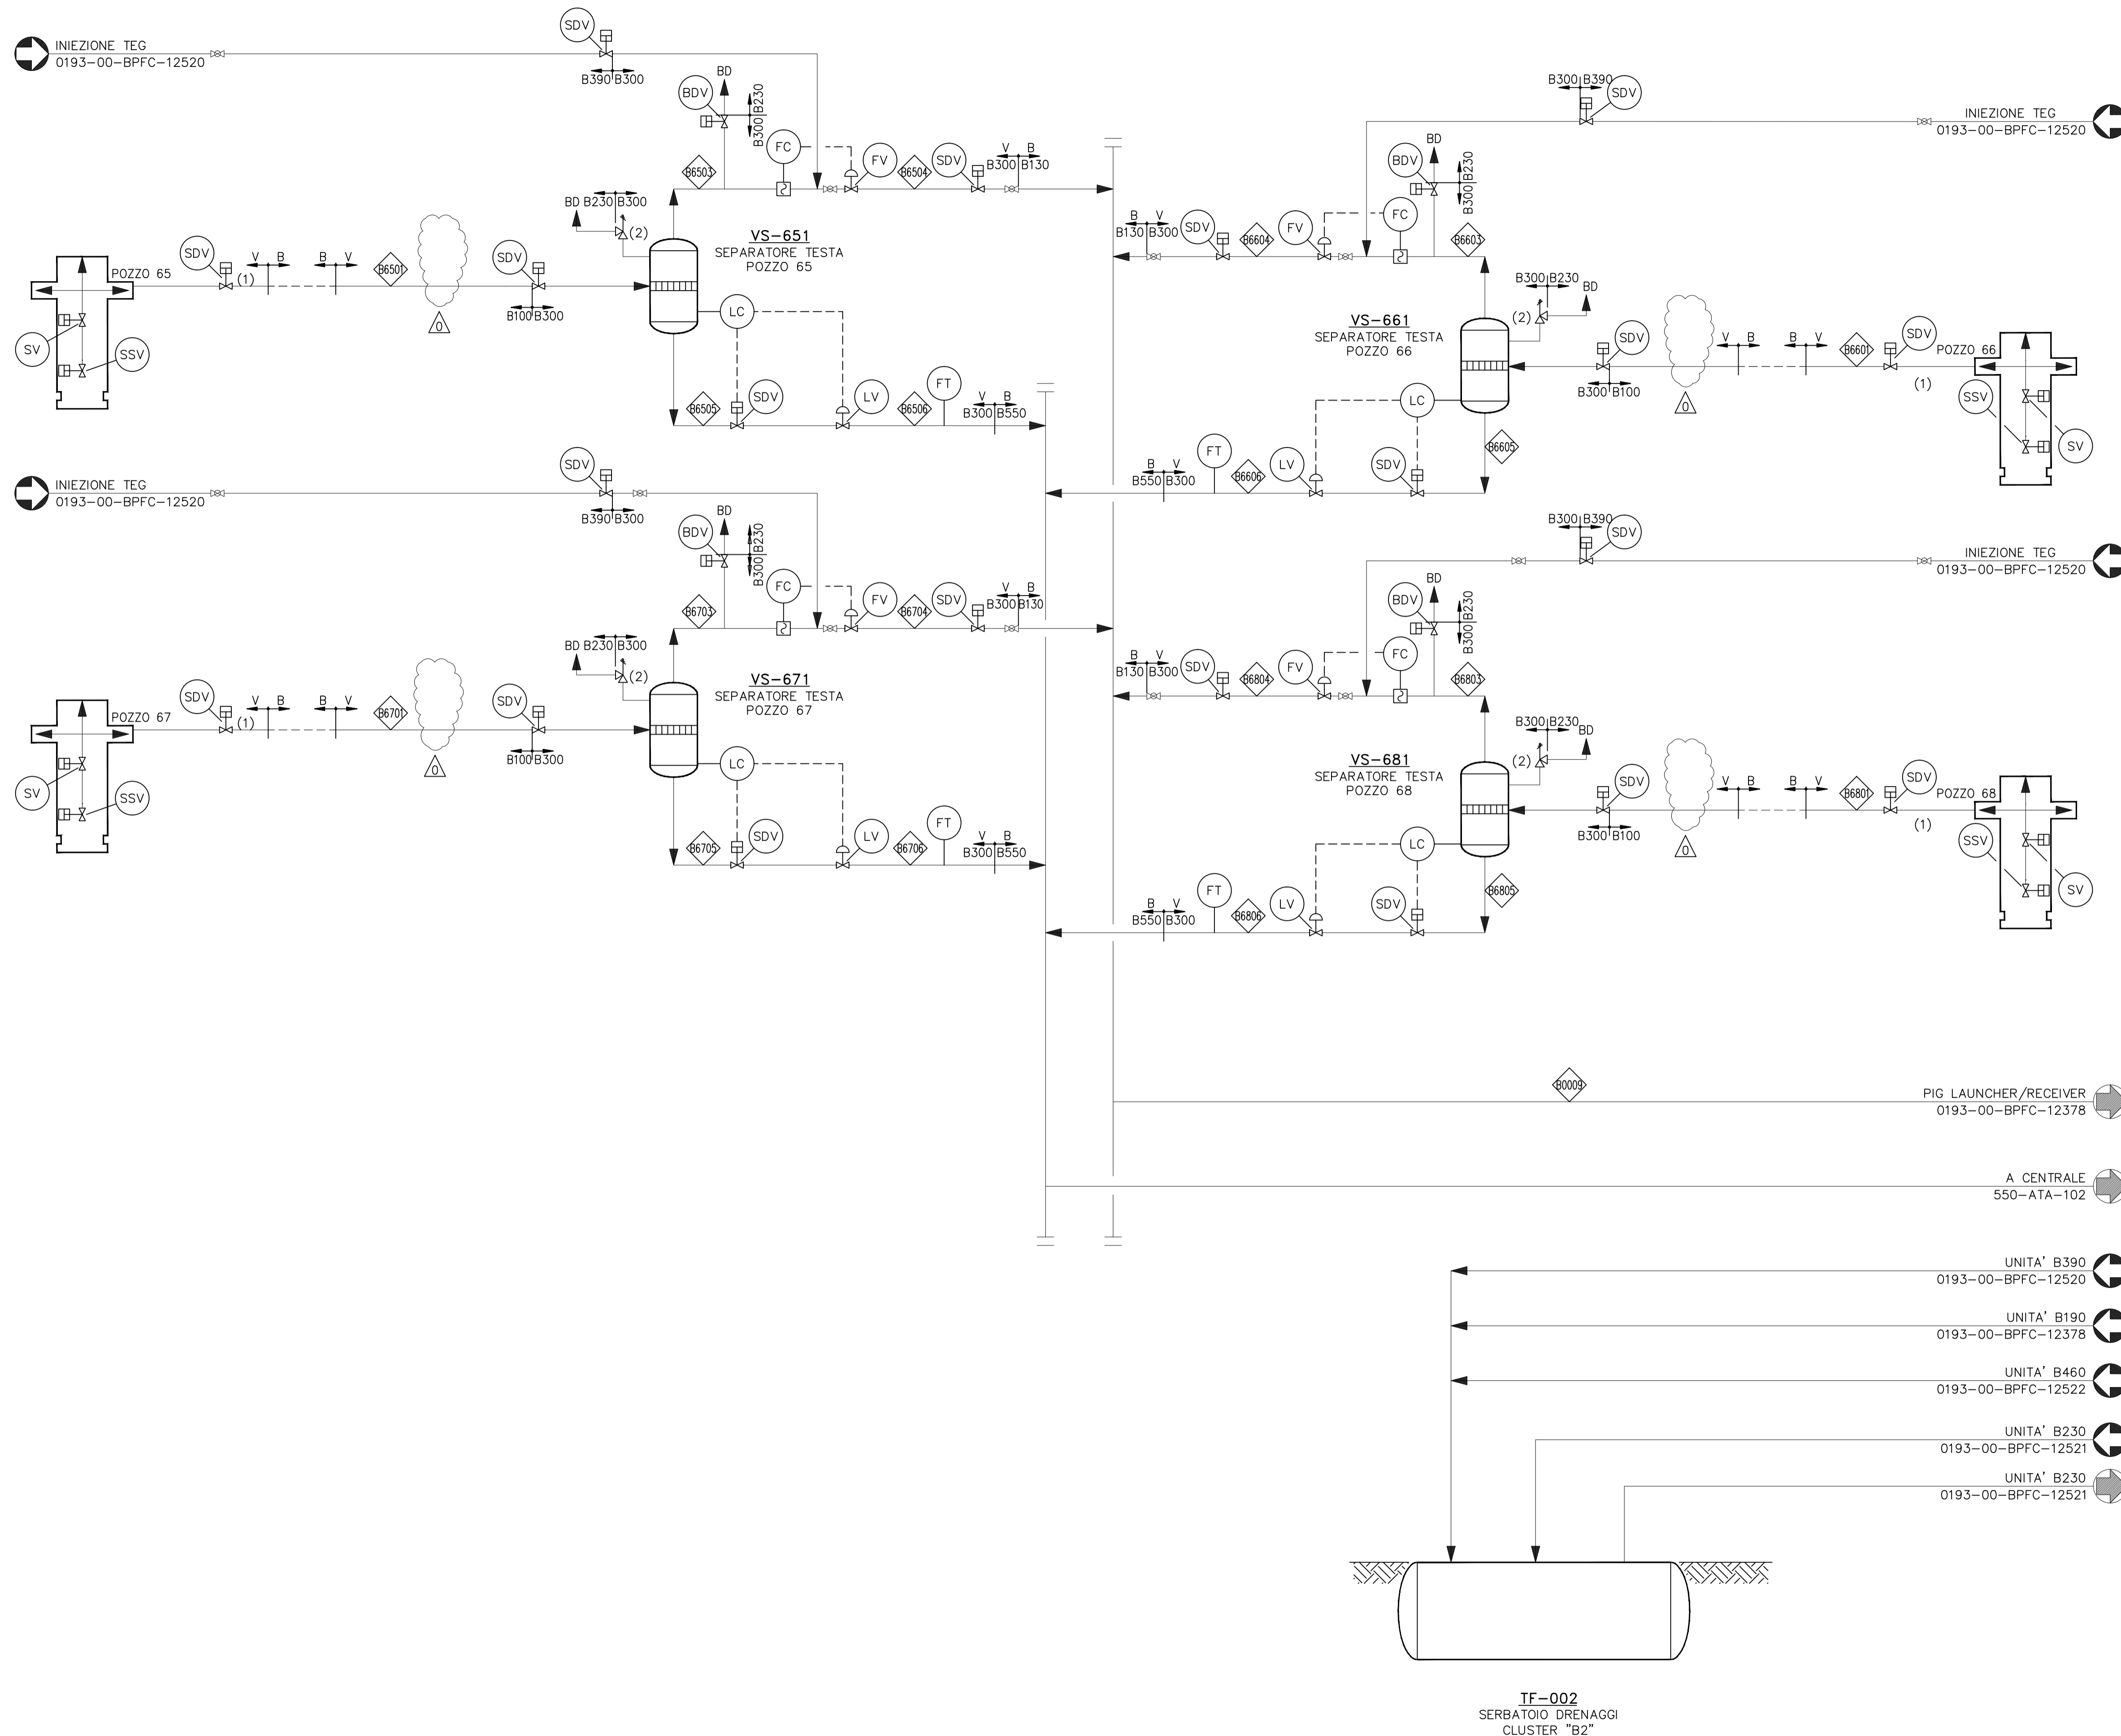 SDV
INIEZIONE TEG
0193-00-BPFC-12520
B390 B300
BD
BDV
B300 B230
FC
FV
SDV
V B
B300 B130
B6503
B6504
BD B230 B300
(2)
VS-651
SEPARATORE TESTA
POZZO 65
POZZO 65
SDV
(1)
V B
B V
B6501
SDV
B100 B300
0
SV
SSV
LC
B6505
SDV
LV
B6506
FT
V B
B300 B550
B300 B390
SDV
INIEZIONE TEG
0193-00-BPFC-12520
BD
BDV
B300 B230
FC
B V
B130 B300
SDV
B6604
FV
B6603
B300 B230
BD
(2)
VS-661
SEPARATORE TESTA
POZZO 66
SDV
B300 B100
0
V B
B V
B6601
SDV
(1)
POZZO 66
SSV
SV
LC
B6605
FT
B V
B550 B300
B6606
LV
SDV
INIEZIONE TEG
0193-00-BPFC-12520
SDV
B390 B300
BD
BDV
B300 B230
FC
FV
SDV
V B
B300 B130
B6703
B6704
BD B230 B300
(2)
VS-671
SEPARATORE TESTA
POZZO 67
POZZO 67
SDV
(1)
V B
B V
B6701
SDV
B100 B300
0
SV
SSV
LC
B6705
SDV
LV
B6706
FT
V B
B300 B550
B300 B390
SDV
INIEZIONE TEG
0193-00-BPFC-12520
BD
BDV
B300 B230
FC
B V
B130 B300
SDV
B6804
FV
B6803
B300 B230
BD
(2)
VS-681
SEPARATORE TESTA
POZZO 68
SDV
B300 B100
0
V B
B V
B6801
SDV
(1)
POZZO 68
SSV
SV
LC
B6805
FT
B V
B550 B300
B6806
LV
SDV
B0009
PIG LAUNCHER/RECEIVER
0193-00-BPFC-12378
A CENTRALE
550-ATA-102
UNITA' B390
0193-00-BPFC-12520
UNITA' B190
0193-00-BPFC-12378
UNITA' B460
0193-00-BPFC-12522
UNITA' B230
0193-00-BPFC-12521
UNITA' B230
0193-00-BPFC-12521
TF-002
SERBATOIO DRENAGGI
CLUSTER "B2"